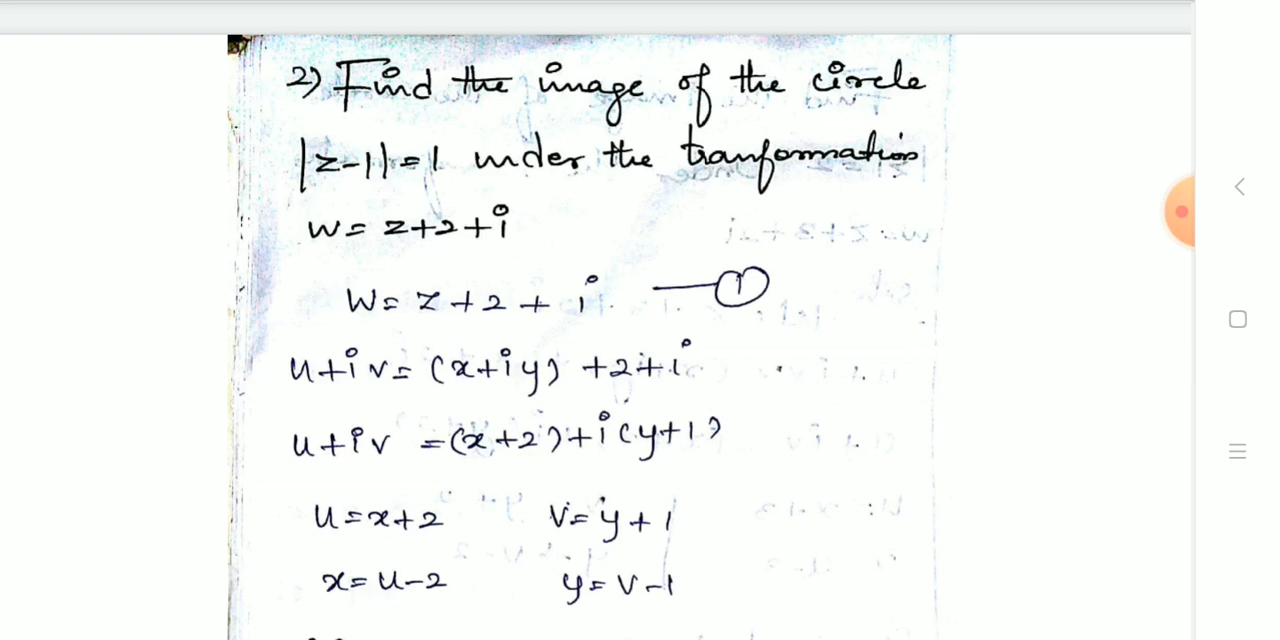 2) Find the image of the circle
|z-1|=1 under the tranformation
w= z+2+i
W= z+2+i —①
u+iv= (x+iy) +2+i
u+iv =(x+2)+i(y+1)
u=x+2 v=y+1
x=u-2 y=v-1